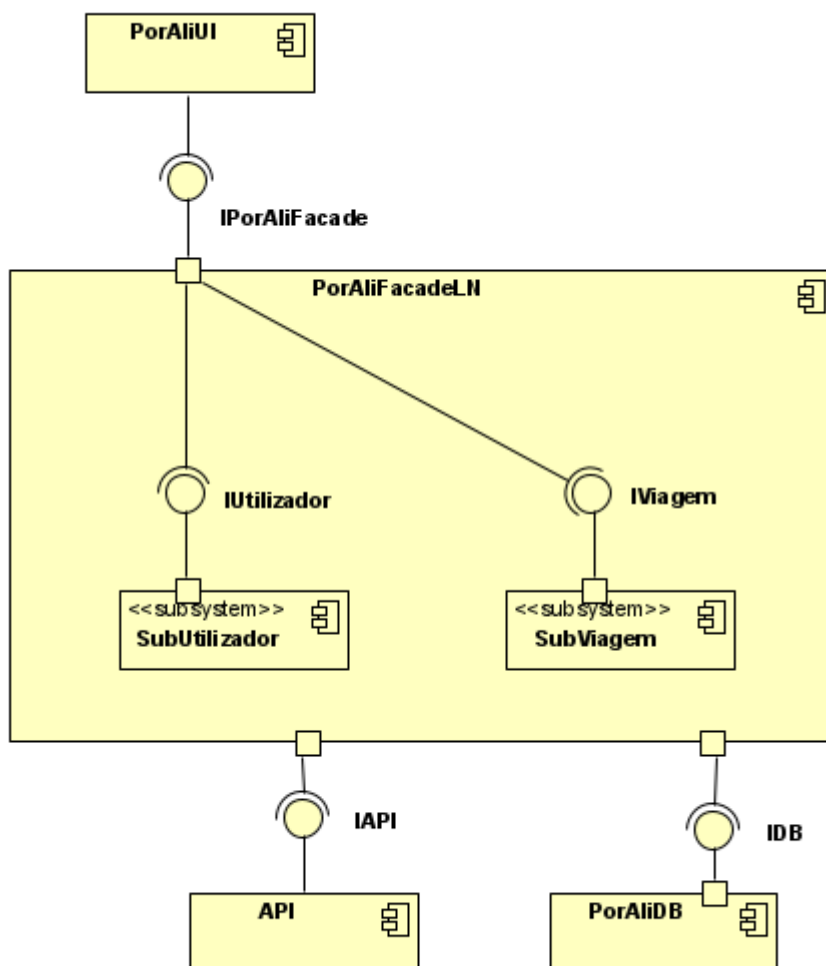 PorAliUI
IPorAliFacade
PorAliFacadeLN
IUtilizador
IViagem
<<subsystem>>
SubUtilizador
<<subsystem>>
SubViagem
IAPI
IDB
API
PorAliDB